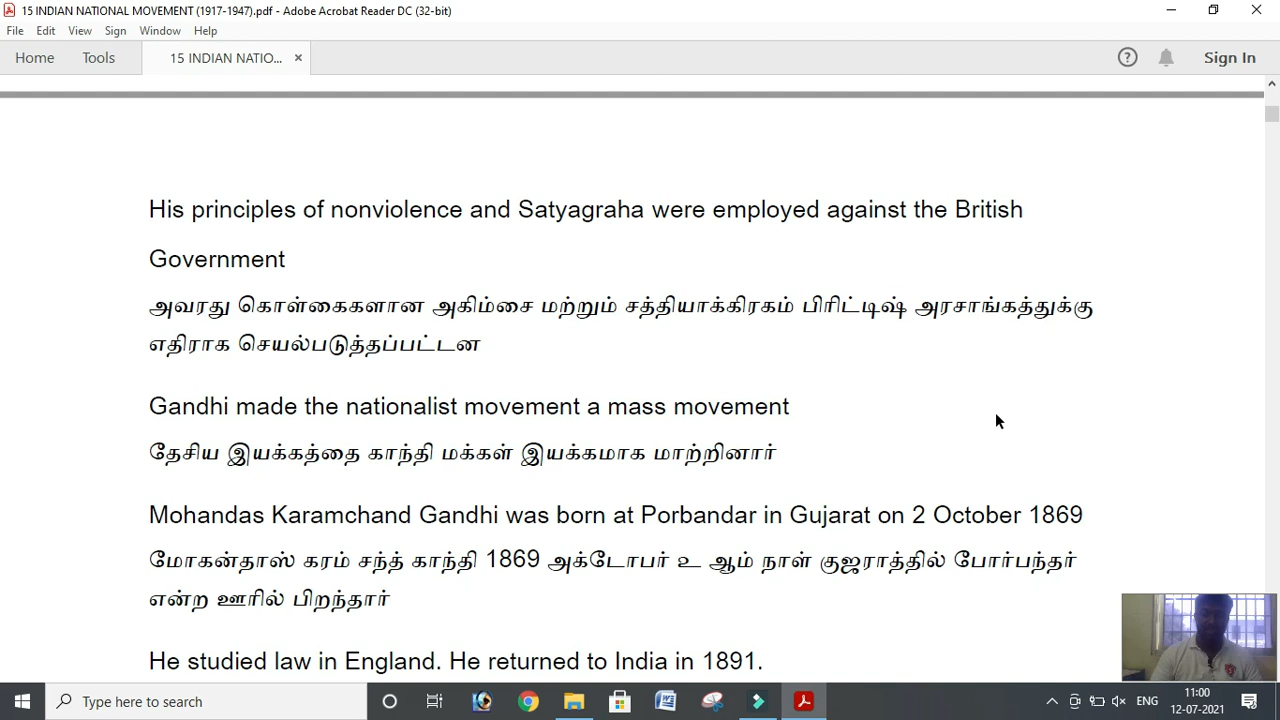 15 INDIAN NATIONAL MOVEMENT (1917-1947).pdf - Adobe Acrobat Reader DC (32-bit)
File Edit View Sign Window Help
Home Tools 15 INDIAN NATIO... Sign In
His principles of nonviolence and Satyagraha were employed against the British
Government
அவரது கொள்கைகளான அகிம்சை மற்றும் சத்தியாக்கிரகம் பிரிட்டிஷ் அரசாங்கத்துக்கு
எதிராக செயல்படுத்தப்பட்டன
Gandhi made the nationalist movement a mass movement
தேசிய இயக்கத்தை காந்தி மக்கள் இயக்கமாக மாற்றினார்
Mohandas Karamchand Gandhi was born at Porbandar in Gujarat on 2 October 1869
மோகன்தாஸ் கரம் சந்த் காந்தி 1869 அக்டோபர் உ ஆம் நாள் குஜராத்தில் போர்பந்தர்
என்ற ஊரில் பிறந்தார்
He studied law in England. He returned to India in 1891.
Type here to search
ENG
11:00
12-07-2021